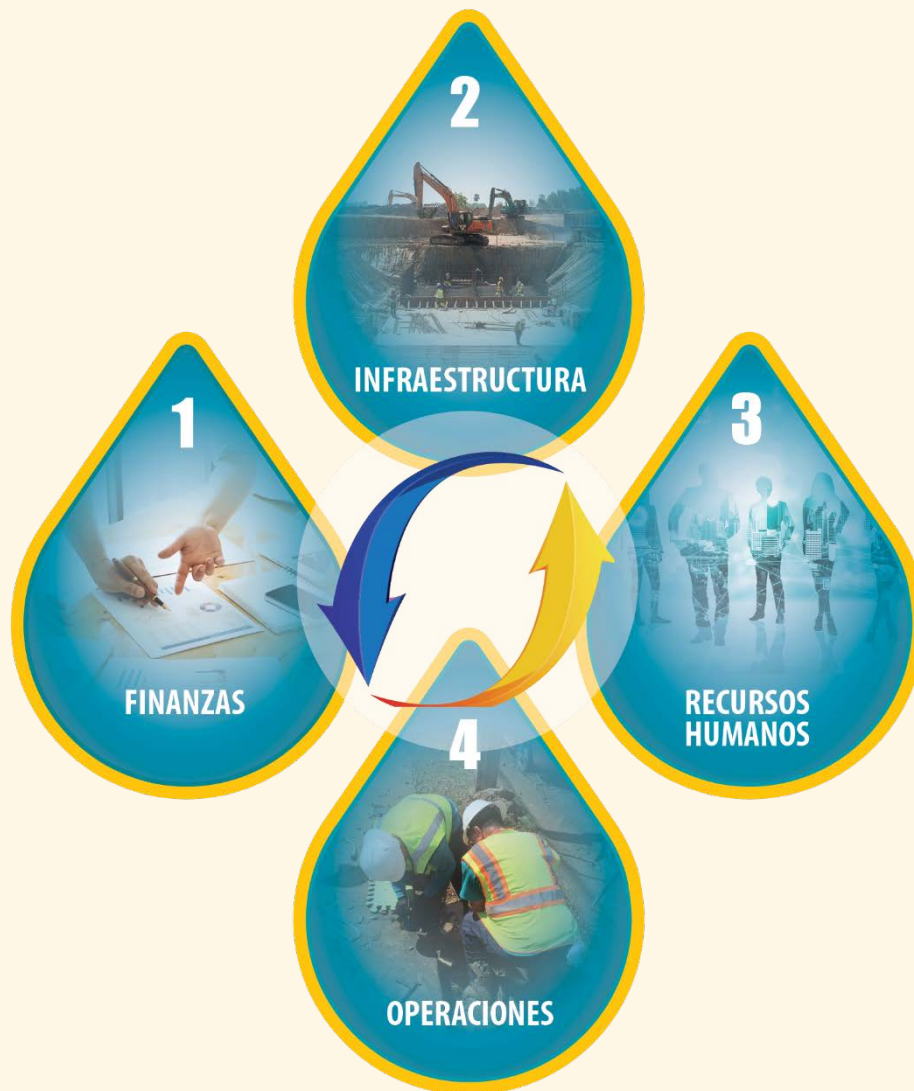 1
FINANZAS
2
INFRAESTRUCTURA
3
RECURSOS
HUMANOS
4
OPERACIONES